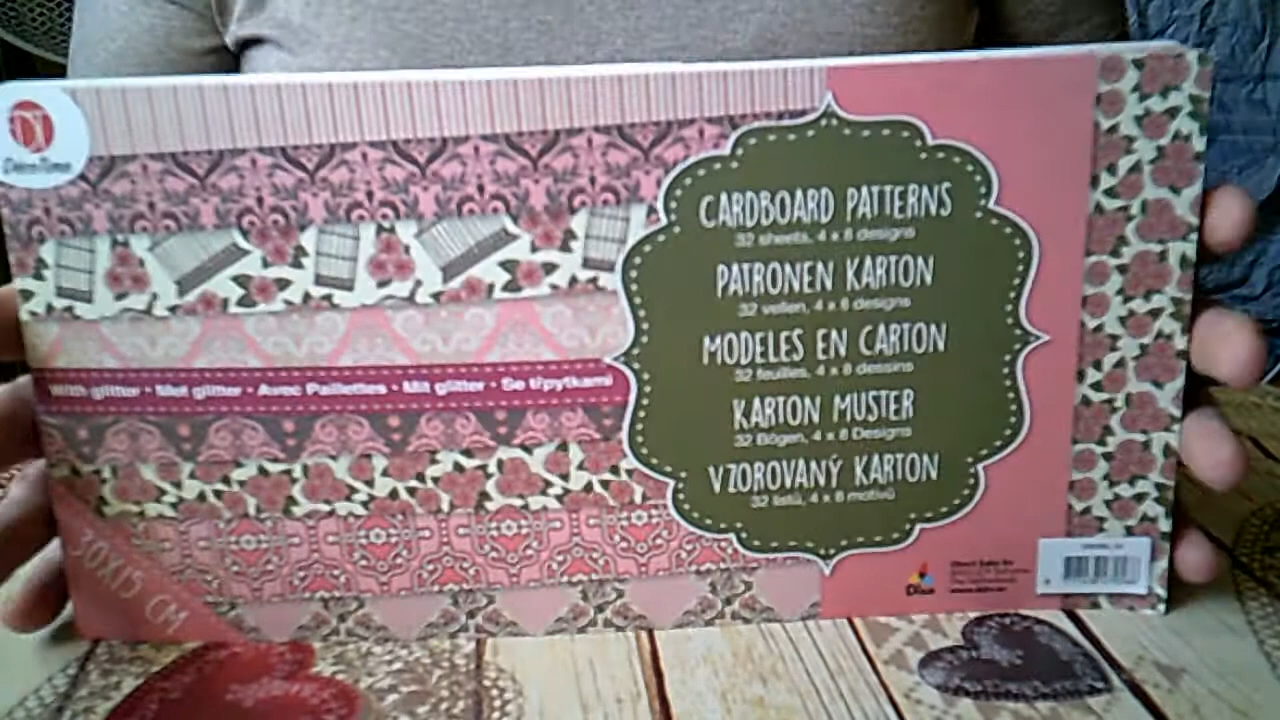 DécoTime
CARDBOARD PATTERNS
32 sheets, 4 x 8 designs
PATRONEN KARTON
32 vellen, 4 x 8 designs
MODELES EN CARTON
32 feuilles, 4 x 8 dessins
KARTON MUSTER
32 Bögen, 4 x 8 Designs
VZOROVANÝ KARTON
32 listů, 4 x 8 motivů
With glitter • Met glitter • Avec Paillettes • Mit glitter • Se třpytkami
30X15 CM